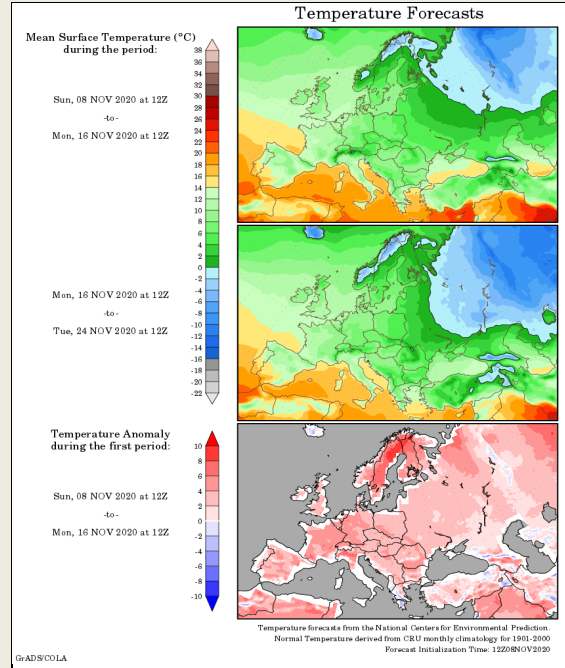 Temperature Forecasts
Mean Surface Temperature (°C)
during the period:
Sun, 08 NOV 2020 at 12Z
-to-
Mon, 16 NOV 2020 at 12Z
38
36
34
32
30
28
26
24
22
20
18
16
14
12
10
8
6
4
2
0
-2
-4
-6
-8
-10
-12
-14
-16
-18
-20
-22
Mon, 16 NOV 2020 at 12Z
-to-
Tue, 24 NOV 2020 at 12Z
Temperature Anomaly
during the first period:
Sun, 08 NOV 2020 at 12Z
-to-
Mon, 16 NOV 2020 at 12Z
10
8
6
4
2
0
-2
-4
-6
-8
-10
Temperature forecasts from the National Centers for Environmental Prediction.
Normal Temperature derived from CRU monthly climatology for 1901-2000
Forecast Initialization Time: 12Z08NOV2020
GrADS/COLA